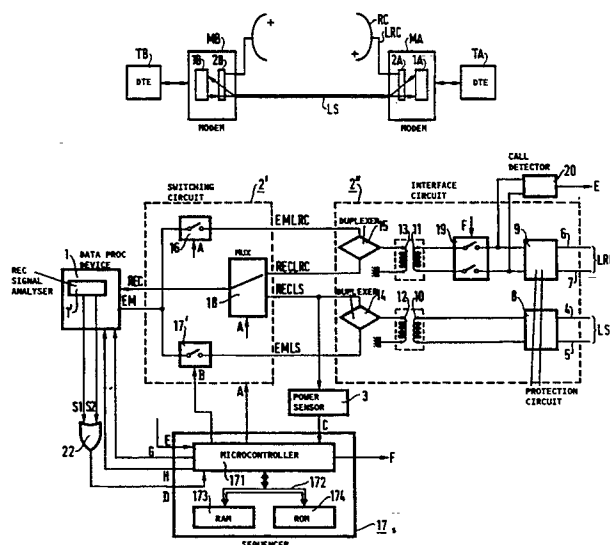 RC
LRC
MB
MA
TB
1B
2B
2A
1A
TA
DTE
DTE
LS
MODEM
MODEM
CALL
DETECTOR
20
E
SWITCHING
CIRCUIT
2'
2"
INTERFACE
CIRCUIT
EMLRC
DUPLEXER
15
13
11
19
F
9
6
16
A
MUX
1
DATA PROC
DEVICE
REC
SIGNAL
ANALYSER
1'
REC
EM
RECLRC
RECLS
18
LR
7
DUPLEXER
14
12
10
8
4
LS
5
17'
A
EMLS
B
PROTECTION
CIRCUIT
S1
S2
A
POWER
SENSOR
3
22
E
C
G
MICROCONTROLLER
F
H
171
172
D
173
174
RAM
ROM
17
s
SEQUENCER